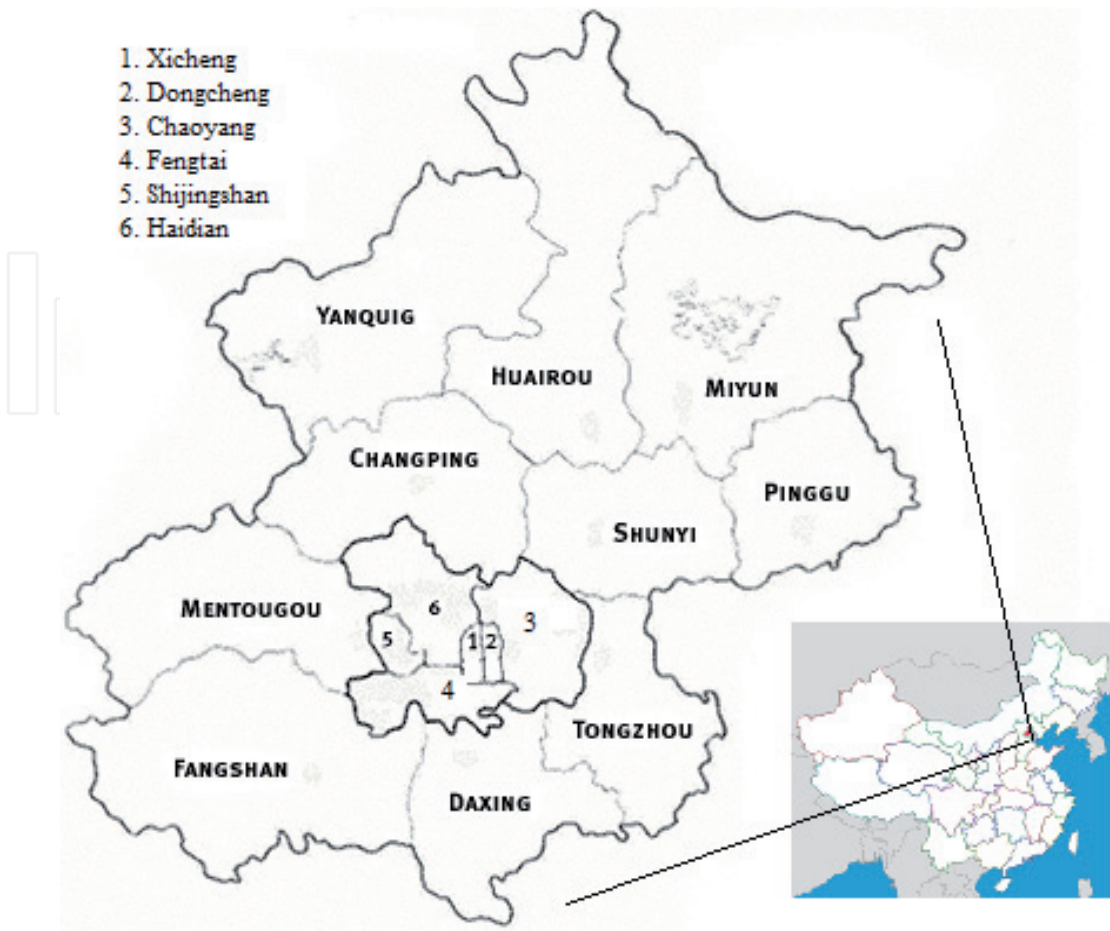 1. Xicheng
2. Dongcheng
3. Chaoyang
4. Fengtai
5. Shijingshan
6. Haidian
YANQUIG
HUAIROU
MIYUN
CHANGPING
PINGGU
SHUNYI
MENTOUGOU
6
3
5
1 2
4
TONGZHOU
FANGSHAN
DAXING